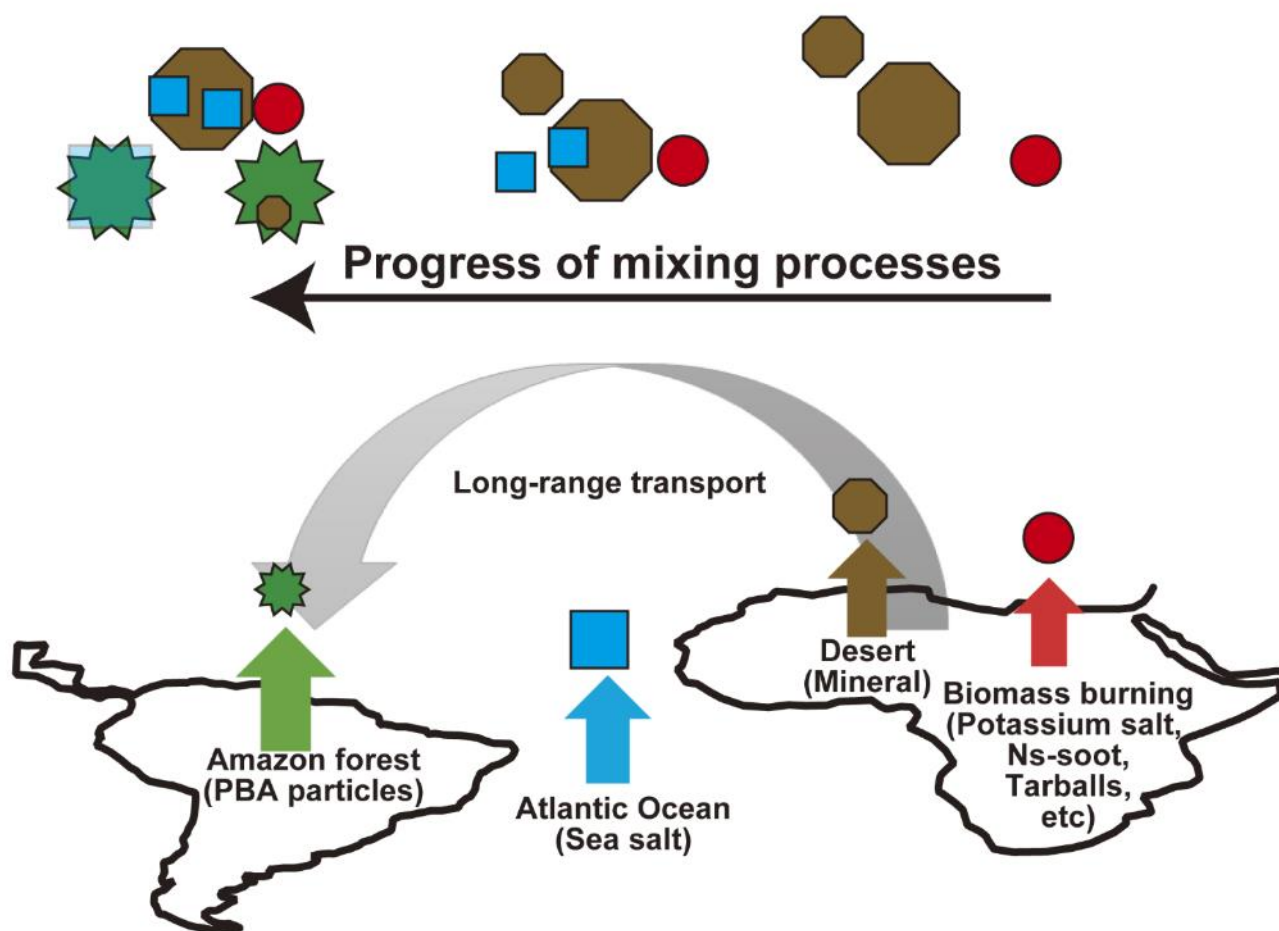 Progress of mixing processes
Long-range transport
Desert
(Mineral)
Biomass burning
(Potassium salt,
Ns-soot,
Tarballs,
etc)
Amazon forest
(PBA particles)
Atlantic Ocean
(Sea salt)